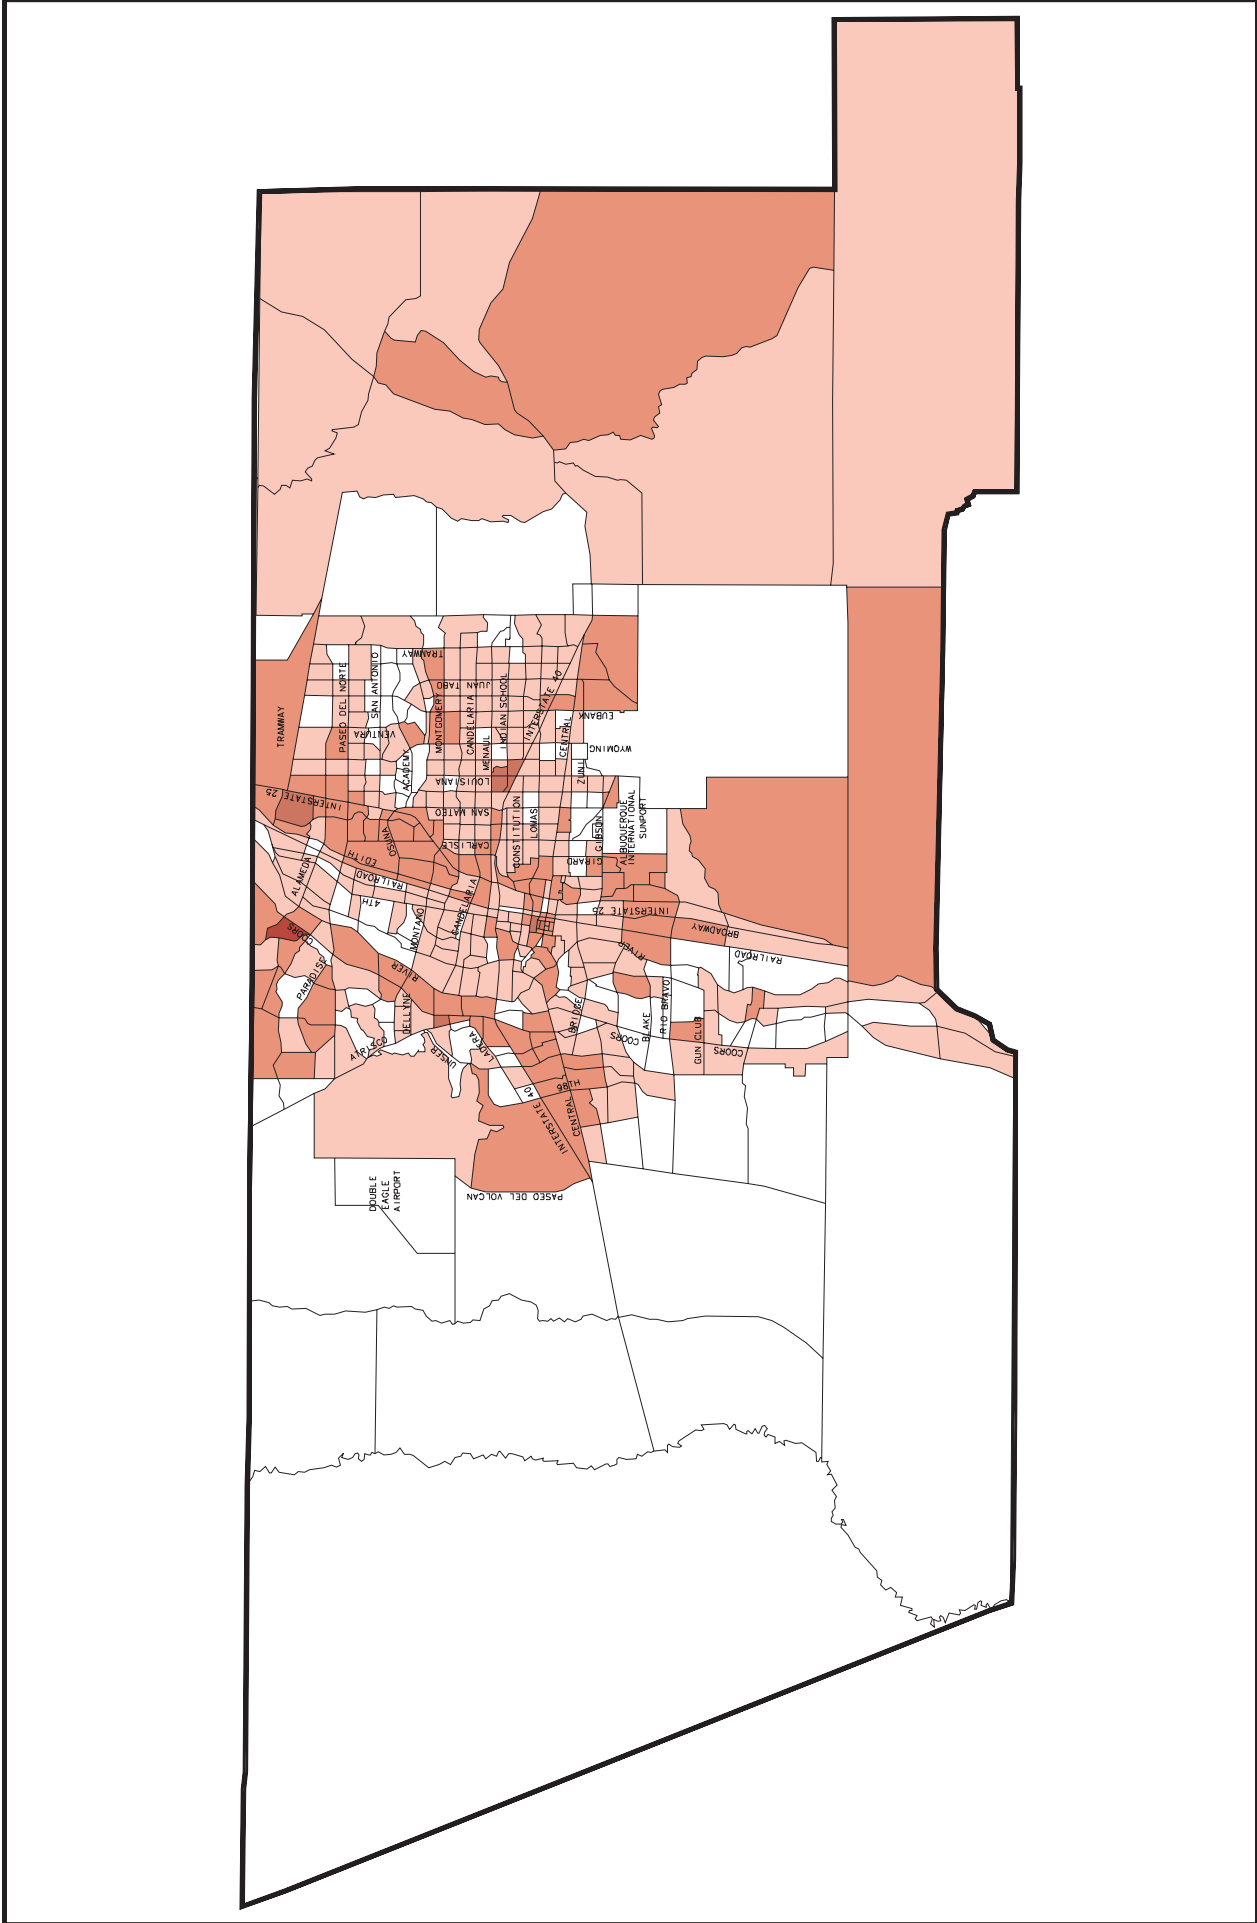 TRAMWAY
JUAN TABO
PASEO DEL NORTE
SAN ANTONIO
INDIAN SCHOOL
INTERSTATE 40
TRAMWAY
MONTGOMERY
CANDELARIA
EUBANK
VENTURA
MENAUL
CENTRAL
WYOMING
ACADEMY
LOUISIANA
ZUNI
INTERSTATE 25
SAN MATEO
CONSTITUTION
LOMAS
GIBSON
ALBUQUERQUE
INTERNATIONAL
SUNPORT
OSUNA
CARLISLE
EDITH
GIRARD
ALAMEDA
RAILROAD
4TH
CANDELARIA
INTERSTATE 25
MONTANO
COORS
BROADWAY
RIVER
RAILROAD
PARADISE
RIVER
DELLYNE
BRIDGE
RIO BRAVO
BLAKE
ATRISCO
UNSER
LADERA
COORS
GUN CLUB
COORS
98TH
INTERSTATE 40
CENTRAL
DOUBLE
EAGLE
AIRPORT
PASEO DEL VOLCAN